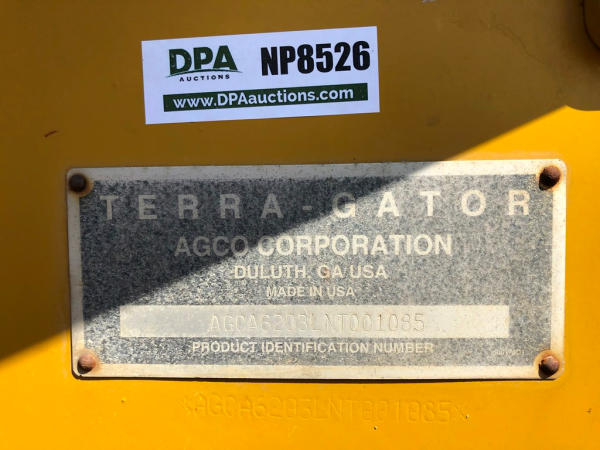 DPA
AUCTIONS
NP8526
www.DPAauctions.com
TERRA-GATOR
AGCO CORPORATION
DULUTH, GA USA
MADE IN USA
AGCA6203LNT001085
PRODUCT IDENTIFICATION NUMBER
*AGCA6203LNT001085*